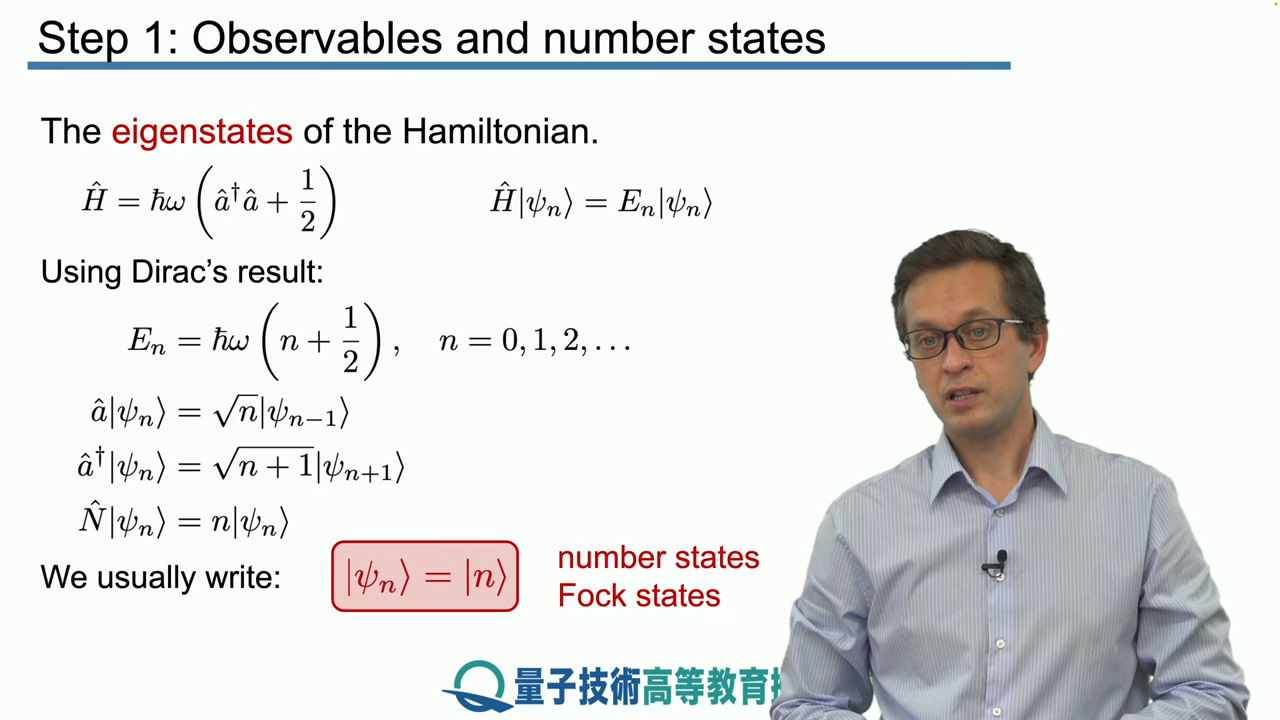 Step 1: Observables and number states
The eigenstates of the Hamiltonian.
Ĥ = ħω (â†â + 1/2)    Ĥ|ψₙ⟩ = Eₙ|ψₙ⟩
Using Dirac's result:
Eₙ = ħω (n + 1/2),    n = 0, 1, 2, . . .
â|ψₙ⟩ = √n|ψₙ₋₁⟩
â†|ψₙ⟩ = √(n + 1)|ψₙ₊₁⟩
N̂|ψₙ⟩ = n|ψₙ⟩
We usually write: |ψₙ⟩ = |n⟩
number states
Fock states
量子技術高等教育